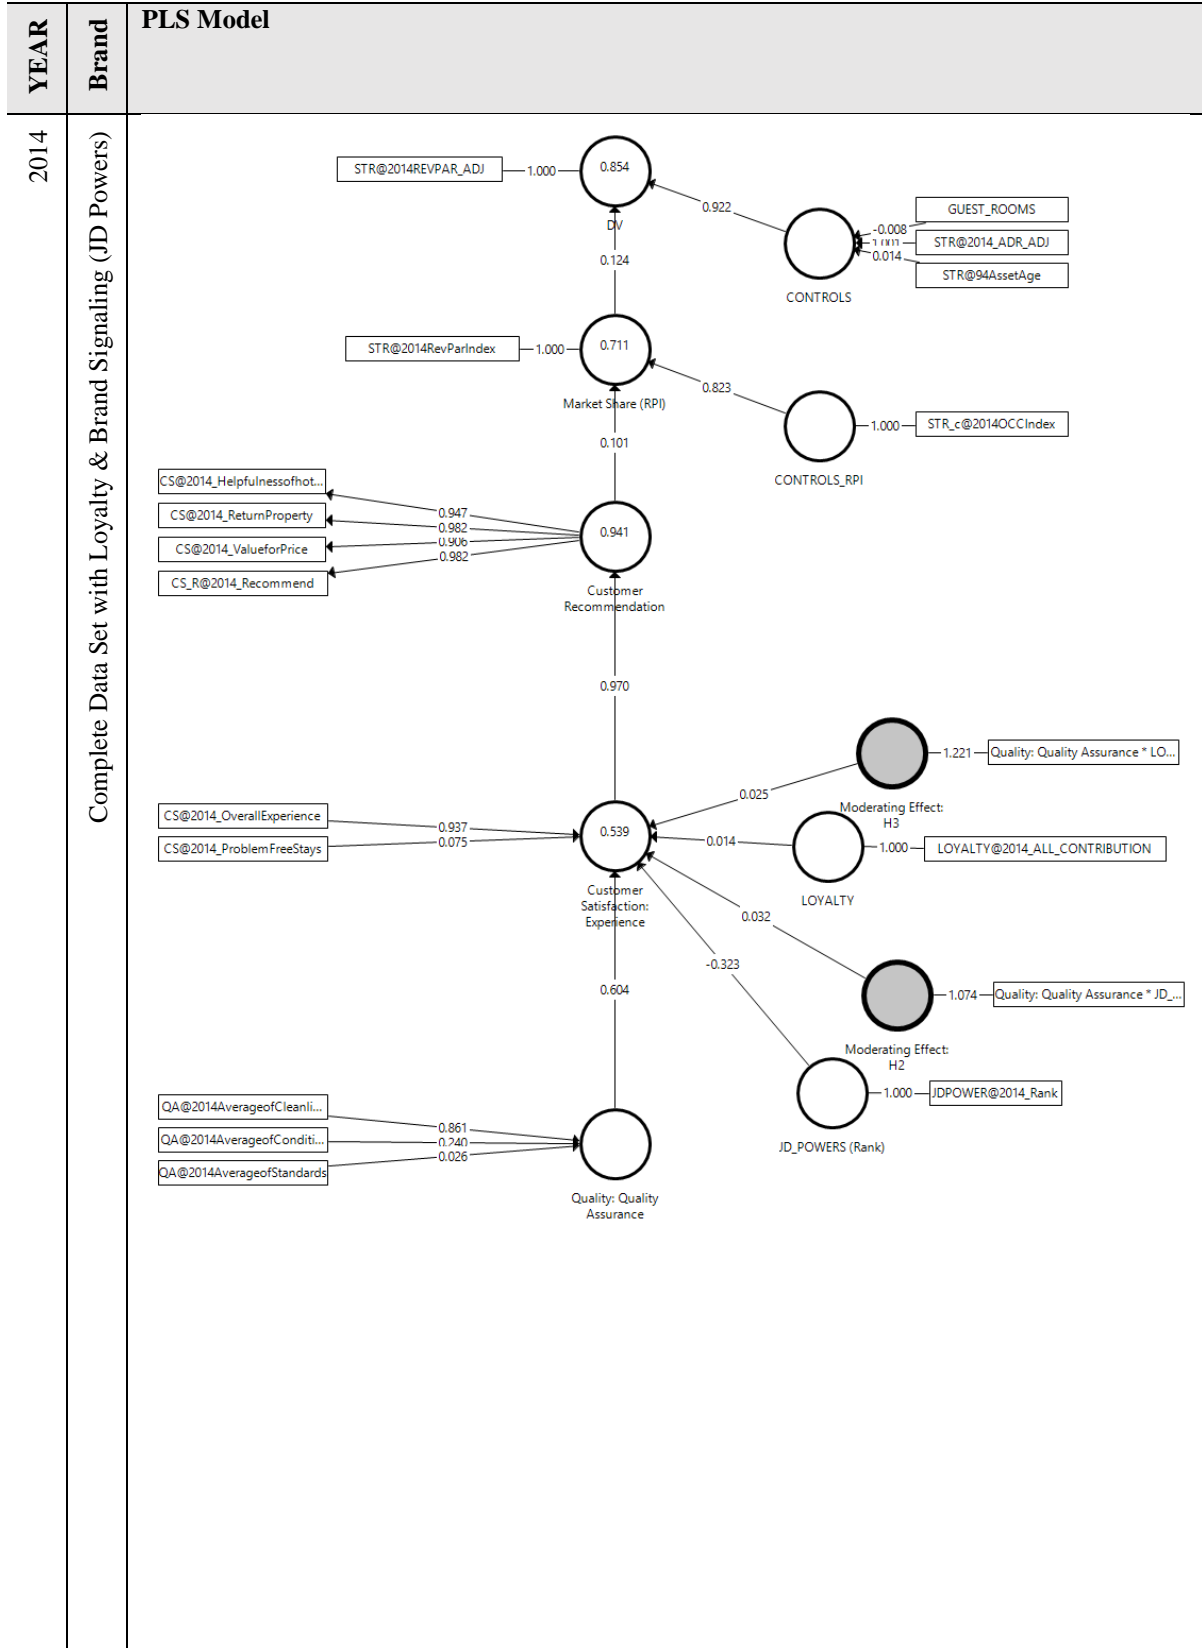 YEAR
Brand
PLS Model
2014
Complete Data Set with Loyalty & Brand Signaling (JD Powers)
STR@2014REVPAR_ADJ
1.000
0.854
DV
0.922
GUEST_ROOMS
-0.008
1.001
STR@2014_ADR_ADJ
0.014
STR@94AssetAge
CONTROLS
0.124
STR@2014RevParIndex
1.000
0.711
Market Share (RPI)
0.823
1.000
STR_c@2014OCCIndex
CONTROLS_RPI
0.101
CS@2014_Helpfulnessofhot...
CS@2014_ReturnProperty
CS@2014_ValueforPrice
CS_R@2014_Recommend
0.947
0.982
0.906
0.982
0.941
Customer
Recommendation
0.970
1.221
Quality: Quality Assurance * LO...
Moderating Effect:
H3
0.025
CS@2014_OverallExperience
CS@2014_ProblemFreeStays
0.937
0.075
0.539
Customer
Satisfaction:
Experience
0.014
1.000
LOYALTY@2014_ALL_CONTRIBUTION
LOYALTY
0.032
-0.323
0.604
1.074
Quality: Quality Assurance * JD_...
Moderating Effect:
H2
1.000
JDPOWER@2014_Rank
JD_POWERS (Rank)
QA@2014AverageofCleanli...
QA@2014AverageofConditi...
QA@2014AverageofStandards
0.861
0.240
0.026
Quality: Quality
Assurance